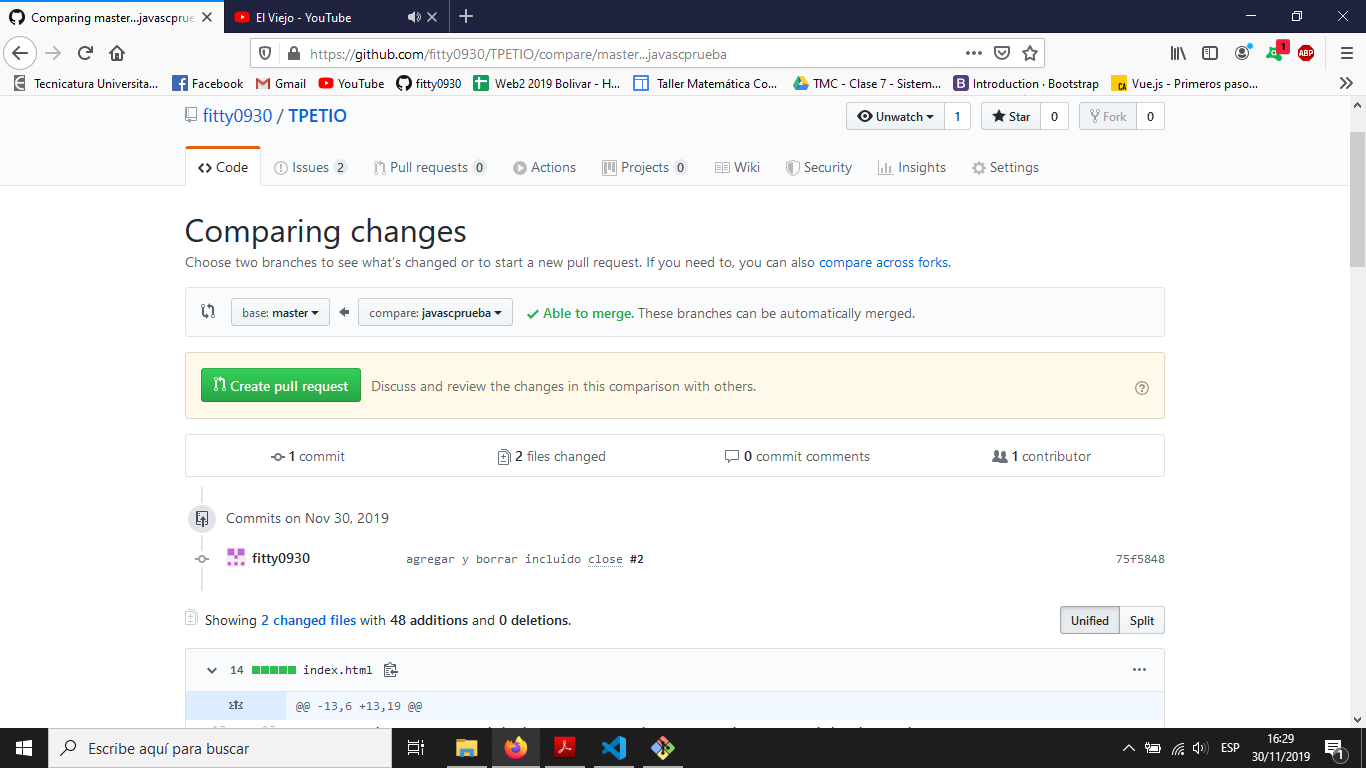 Comparing master...javascprue
El Viejo - YouTube
https://github.com/fitty0930/TPETIO/compare/master...javascprueba
1
ABP
Tecnicatura Universita... Facebook Gmail YouTube fitty0930 Web2 2019 Bolivar - H... Taller Matemática Co... TMC - Clase 7 - Sistem... Introduction · Bootstrap Vue.js - Primeros paso...
fitty0930 / TPETIO
Unwatch 1 Star 0 Fork 0
Code Issues 2 Pull requests 0 Actions Projects 0 Wiki Security Insights Settings
Comparing changes
Choose two branches to see what's changed or to start a new pull request. If you need to, you can also compare across forks.
base: master compare: javascprueba Able to merge. These branches can be automatically merged.
Create pull request Discuss and review the changes in this comparison with others.
1 commit 2 files changed 0 commit comments 1 contributor
Commits on Nov 30, 2019
fitty0930 agregar y borrar incluido close #2 75f5848
Showing 2 changed files with 48 additions and 0 deletions.
Unified Split
14 index.html
@@ -13,6 +13,19 @@
Escribe aquí para buscar
ESP
16:29
30/11/2019
1